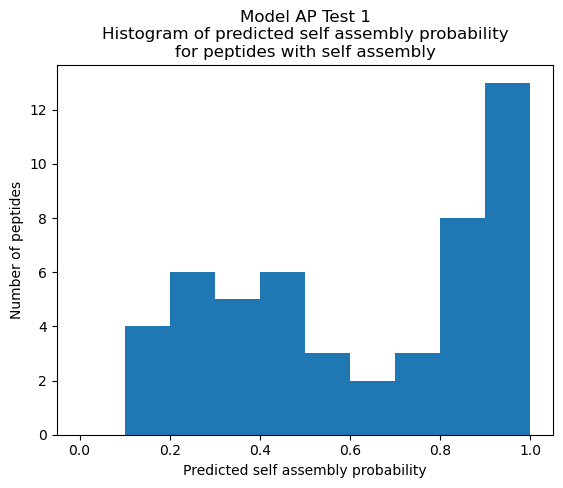 Model AP Test 1
Histogram of predicted self assembly probability
for peptides with self assembly
12
10
8
6
4
2
0
Number of peptides
0.0 0.2 0.4 0.6 0.8 1.0
Predicted self assembly probability